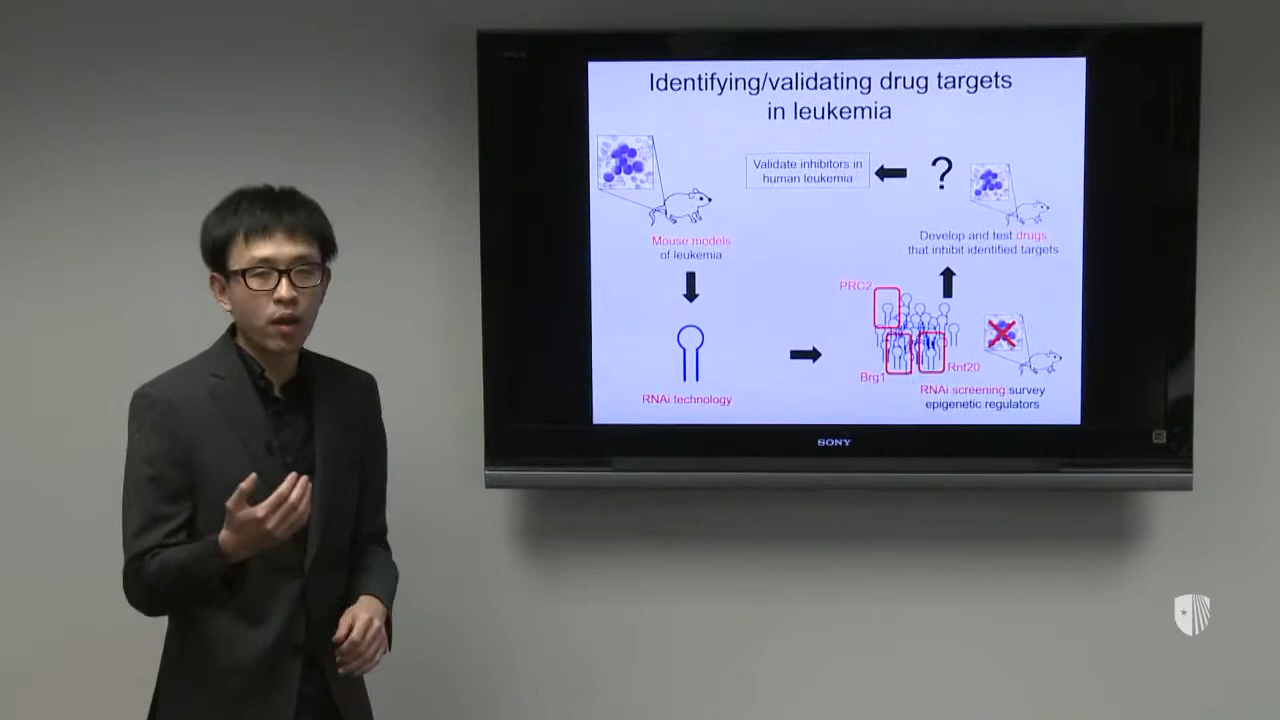 Identifying/validating drug targets
in leukemia
Validate inhibitors in
human leukemia
?
Mouse models
of leukemia
Develop and test drugs
that inhibit identified targets
PRC2
Brg1
Rnf20
RNAi technology
RNAi screening survey
epigenetic regulators
SONY